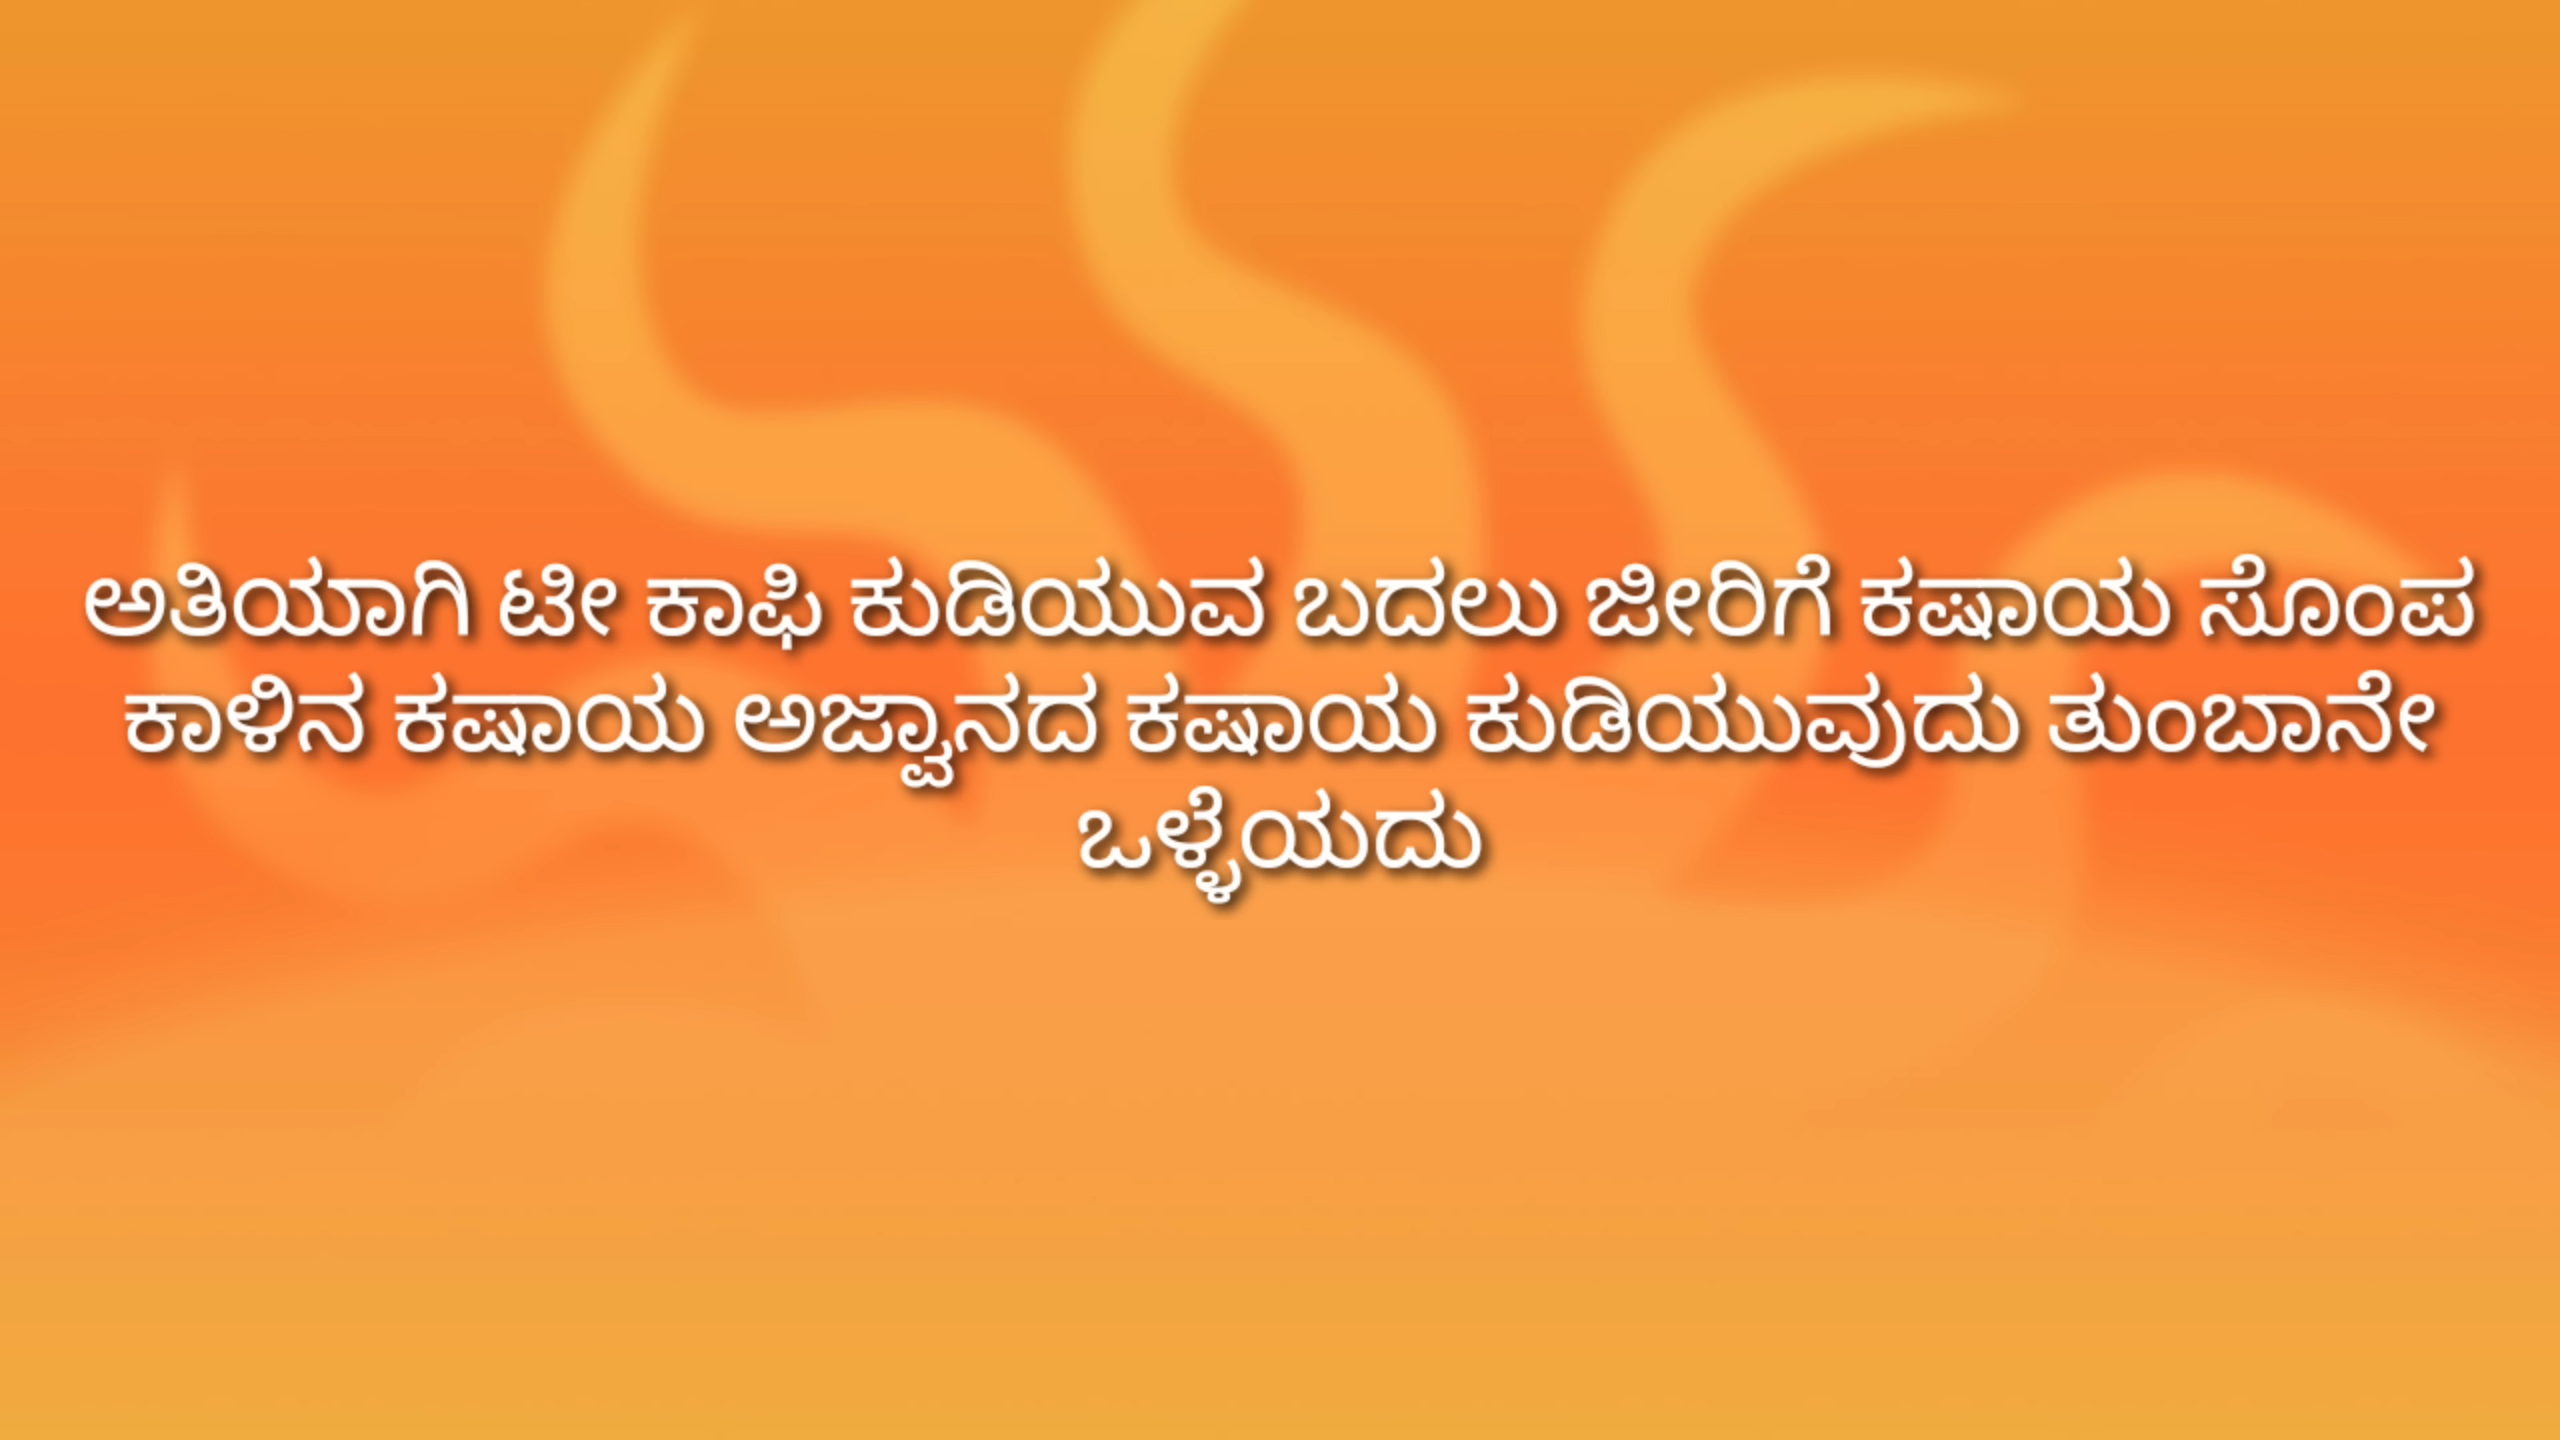 ಅತಿಯಾಗಿ ಟೀ ಕಾಫಿ ಕುಡಿಯುವ ಬದಲು ಜೀರಿಗೆ ಕಷಾಯ ಸೊಂಪ
ಕಾಳಿನ ಕಷಾಯ ಅಜ್ವಾನದ ಕಷಾಯ ಕುಡಿಯುವುದು ತುಂಬಾನೇ
ಒಳ್ಳೆಯದು